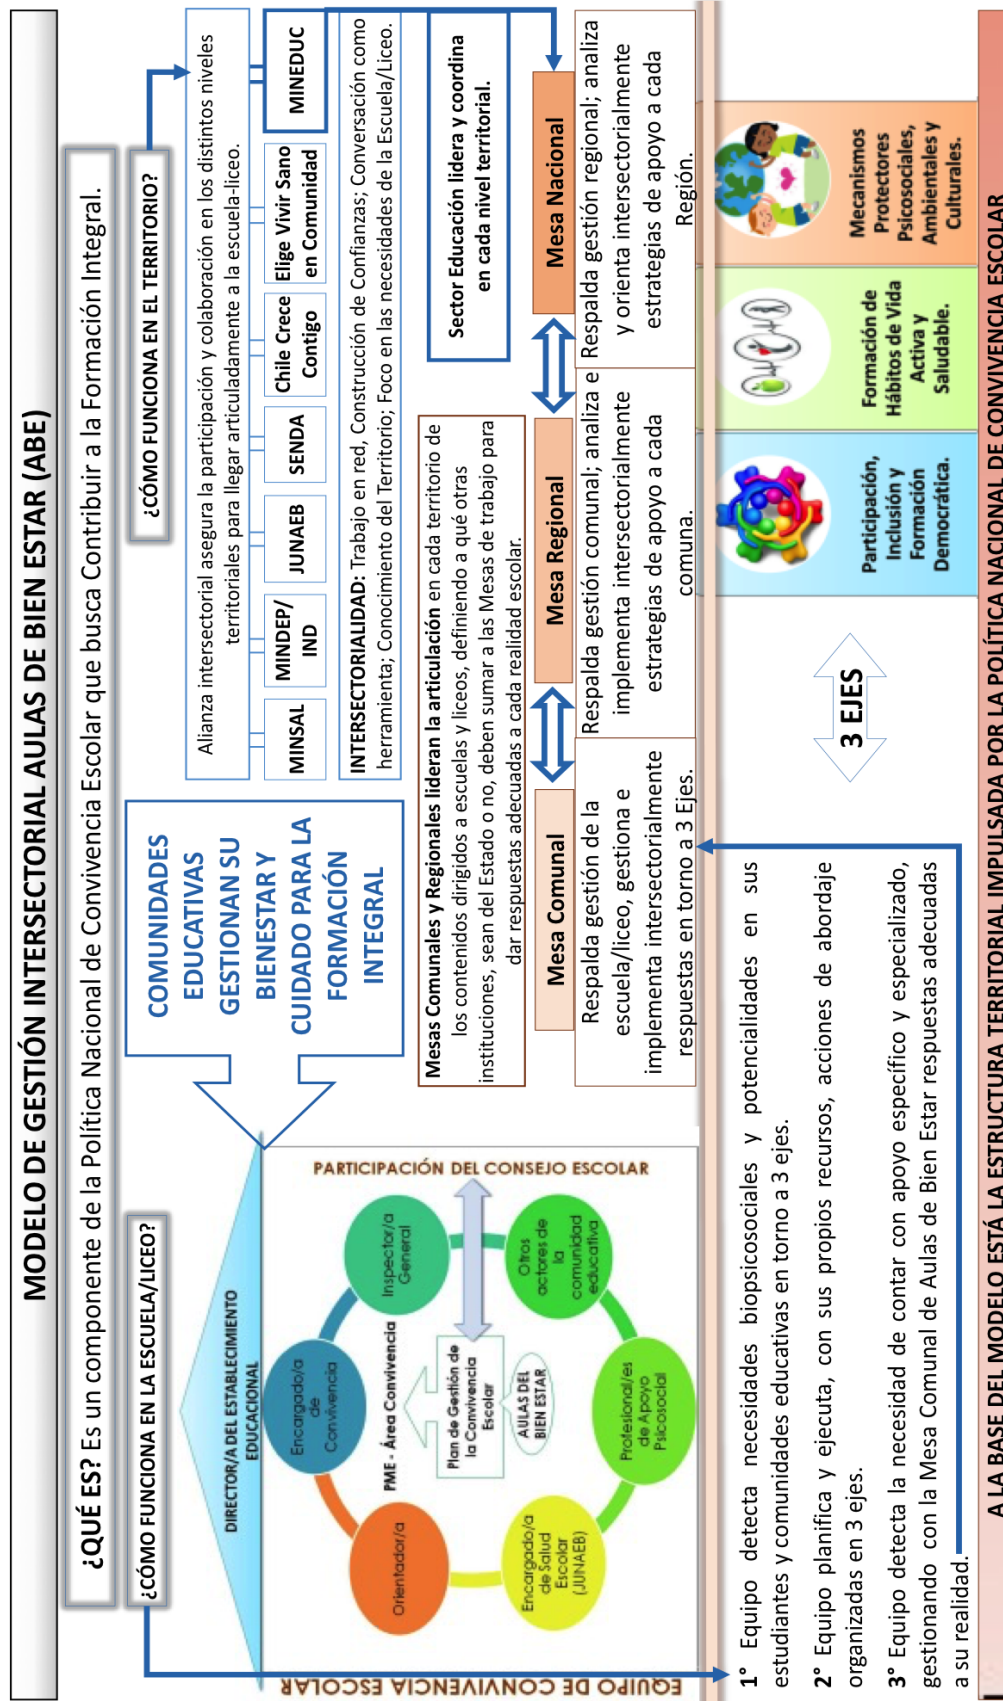 MODELO DE GESTIÓN INTERSECTORIAL AULAS DE BIEN ESTAR (ABE)
¿QUÉ ES? Es un componente de la Política Nacional de Convivencia Escolar que busca Contribuir a la Formación Integral.
¿CÓMO FUNCIONA EN LA ESCUELA/LICEO?
DIRECTOR/A DEL ESTABLECIMIENTO
EDUCACIONAL
EQUIPO DE CONVIVENCIA ESCOLAR
Encargado/a
de
Convivencia
Inspector/a
General
Otros
actores de
la
comunidad
educativa
Profesional/es
de Apoyo
Psicosocial
Encargado/a
de Salud
Escolar
(JUNAEB)
Orientador/a
PME - Área Convivencia
Plan de Gestión de
la Convivencia
Escolar
AULAS DEL
BIEN ESTAR
PARTICIPACIÓN DEL CONSEJO ESCOLAR
COMUNIDADES
EDUCATIVAS
GESTIONAN SU
BIENESTAR Y
CUIDADO PARA LA
FORMACIÓN
INTEGRAL
¿CÓMO FUNCIONA EN EL TERRITORIO?
Alianza intersectorial asegura la participación y colaboración en los distintos niveles
territoriales para llegar articuladamente a la escuela-liceo.
MINSAL
MINDEP/
IND
JUNAEB
SENDA
Chile Crece
Contigo
Elige Vivir Sano
en Comunidad
MINEDUC
INTERSECTORIALIDAD: Trabajo en red, Construcción de Confianzas; Conversación como
herramienta; Conocimiento del Territorio; Foco en las necesidades de la Escuela/Liceo.
Mesas Comunales y Regionales lideran la articulación en cada territorio de
los contenidos dirigidos a escuelas y liceos, definiendo a qué otras
instituciones, sean del Estado o no, deben sumar a las Mesas de trabajo para
dar respuestas adecuadas a cada realidad escolar.
Sector Educación lidera y coordina
en cada nivel territorial.
Mesa Comunal
Respalda gestión de la
escuela/liceo, gestiona e
implementa intersectorialmente
respuestas en torno a 3 Ejes.
Mesa Regional
Respalda gestión comunal; analiza e
implementa intersectorialmente
estrategias de apoyo a cada
comuna.
Mesa Nacional
Respalda gestión regional; analiza
y orienta intersectorialmente
estrategias de apoyo a cada
Región.
1° Equipo detecta necesidades biopsicosociales y potencialidades en sus
estudiantes y comunidades educativas en torno a 3 ejes.
2° Equipo planifica y ejecuta, con sus propios recursos, acciones de abordaje
organizadas en 3 ejes.
3° Equipo detecta la necesidad de contar con apoyo específico y especializado,
gestionando con la Mesa Comunal de Aulas de Bien Estar respuestas adecuadas
a su realidad.
3 EJES
Participación,
Inclusión y
Formación
Democrática.
Formación de
Hábitos de Vida
Activa y
Saludable.
Mecanismos
Protectores
Psicosociales,
Ambientales y
Culturales.
A LA BASE DEL MODELO ESTÁ LA ESTRUCTURA TERRITORIAL IMPULSADA POR LA POLÍTICA NACIONAL DE CONVIVENCIA ESCOLAR